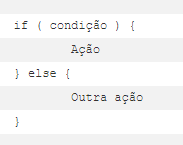 if ( condição ) {
Ação
} else {
Outra ação
}